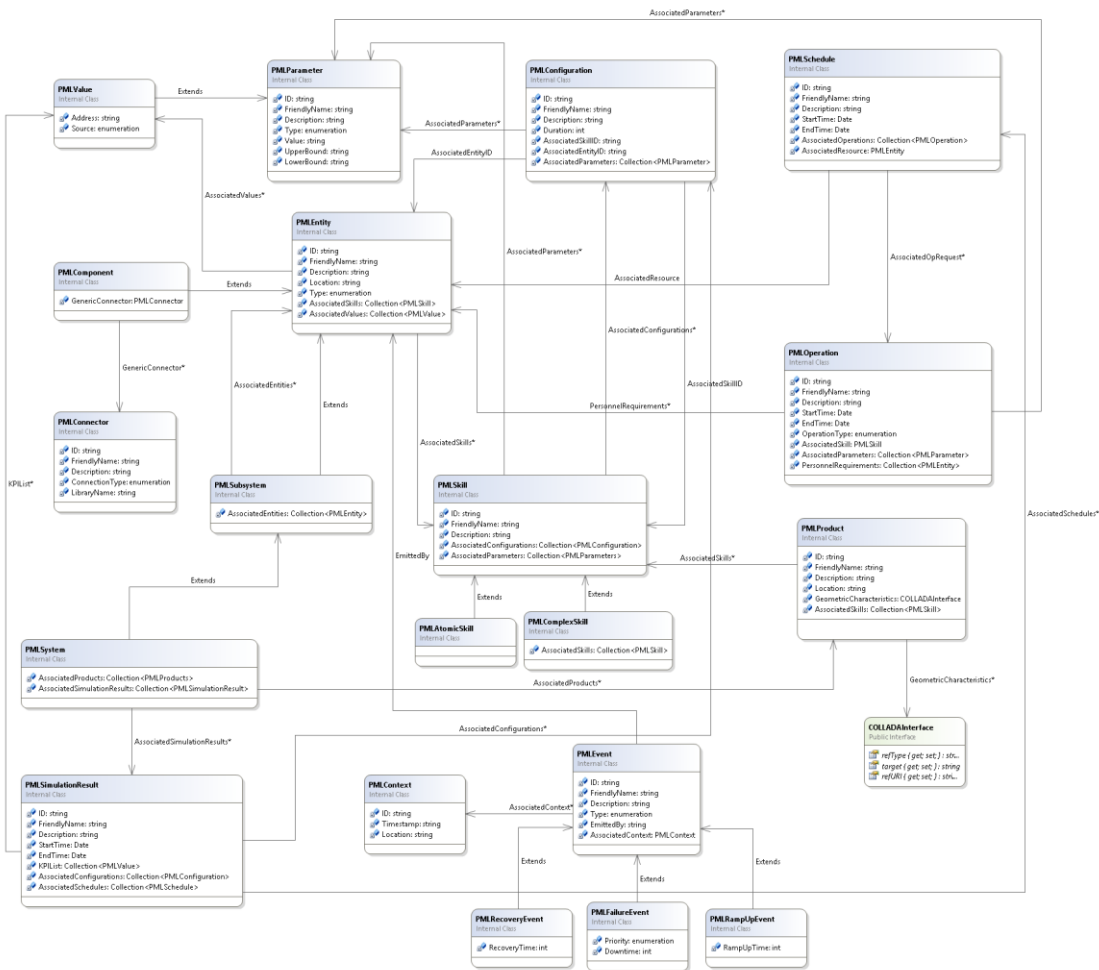 AssociatedParameters*
PMLValue
Internal Class
Address: string
Source: enumeration
Extends
PMLParameter
Internal Class
ID: string
FriendlyName: string
Description: string
Type: enumeration
Value: string
UpperBound: string
LowerBound: string
AssociatedParameters*
AssociatedEntityID
PMLConfiguration
Internal Class
ID: string
FriendlyName: string
Description: string
Duration: int
AssociatedSkillID: string
AssociatedEntityID: string
AssociatedParameters: Collection<PMLParameter>
PMLSchedule
Internal Class
ID: string
FriendlyName: string
Description: string
StartTime: Date
EndTime: Date
AssociatedOperations: Collection<PMLOperation>
AssociatedResource: PMLEntity
AssociatedValues*
PMLEntity
Internal Class
ID: string
FriendlyName: string
Description: string
Location: string
Type: enumeration
AssociatedSkills: Collection<PMLSkill>
AssociatedValues: Collection<PMLValue>
AssociatedParameters*
AssociatedResource
AssociatedOpRequest*
PMLComponent
Internal Class
GenericConnector: PMLConnector
Extends
AssociatedConfigurations*
GenericConnector*
AssociatedEntities*
Extends
AssociatedSkillID
PersonnelRequirements*
PMLOperation
Internal Class
ID: string
FriendlyName: string
Description: string
StartTime: Date
EndTime: Date
OperationType: enumeration
AssociatedSkill: PMLSkill
AssociatedParameters: Collection<PMLParameter>
PersonnelRequirements: Collection<PMLEntity>
PMLConnector
Internal Class
ID: string
FriendlyName: string
Description: string
ConnectionType: enumeration
LibraryName: string
KPIList*
AssociatedSkills*
PMLSubsystem
Internal Class
AssociatedEntities: Collection<PMLEntity>
EmittedBy
PMLSkill
Internal Class
ID: string
FriendlyName: string
Description: string
AssociatedConfigurations: Collection<PMLConfiguration>
AssociatedParameters: Collection<PMLParameters>
AssociatedSkills*
AssociatedSchedules*
PMLProduct
Internal Class
ID: string
FriendlyName: string
Description: string
Location: string
GeometricCharacteristics: COLLADAInterface
AssociatedSkills: Collection<PMLSkill>
Extends
Extends
Extends
PMLAtomicSkill
Internal Class
PMLComplexSkill
Internal Class
AssociatedSkills: Collection<PMLSkill>
PMLSystem
Internal Class
AssociatedProducts: Collection<PMLProducts>
AssociatedSimulationResults: Collection<PMLSimulationResult>
AssociatedProducts*
GeometricCharacteristics*
AssociatedSimulationResults*
AssociatedConfigurations*
COLLADAInterface
Public Interface
refType { get; set; } : stri...
target { get; set; } : string
refURI { get; set; } : stri...
PMLSimulationResult
Internal Class
ID: string
FriendlyName: string
Description: string
StartTime: Date
EndTime: Date
KPIList: Collection<PMLValue>
AssociatedConfigurations: Collection<PMLConfiguration>
AssociatedSchedules: Collection<PMLSchedule>
PMLContext
Internal Class
ID: string
Timestamp: string
Location: string
AssociatedContext*
PMLEvent
Internal Class
ID: string
FriendlyName: string
Description: string
Type: enumeration
EmittedBy: string
AssociatedContext: PMLContext
Extends
Extends
Extends
PMLRecoveryEvent
Internal Class
RecoveryTime: int
PMLFailureEvent
Internal Class
Priority: enumeration
Downtime: int
PMLRampUpEvent
Internal Class
RampUpTime: int